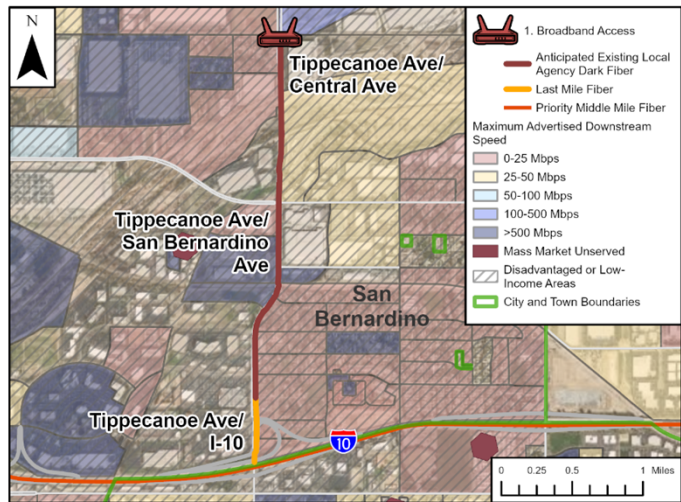 N
Tippecanoe Ave/
Central Ave
Tippecanoe Ave/
San Bernardino
Ave
San
Bernardino
Tippecanoe Ave/
I-10
10
1. Broadband Access
Anticipated Existing Local
Agency Dark Fiber
Last Mile Fiber
Priority Middle Mile Fiber
Maximum Advertised Downstream
Speed
0-25 Mbps
25-50 Mbps
50-100 Mbps
100-500 Mbps
>500 Mbps
Mass Market Unserved
Disadvantaged or Low-
Income Areas
City and Town Boundaries
0 0.25 0.5 1 Miles